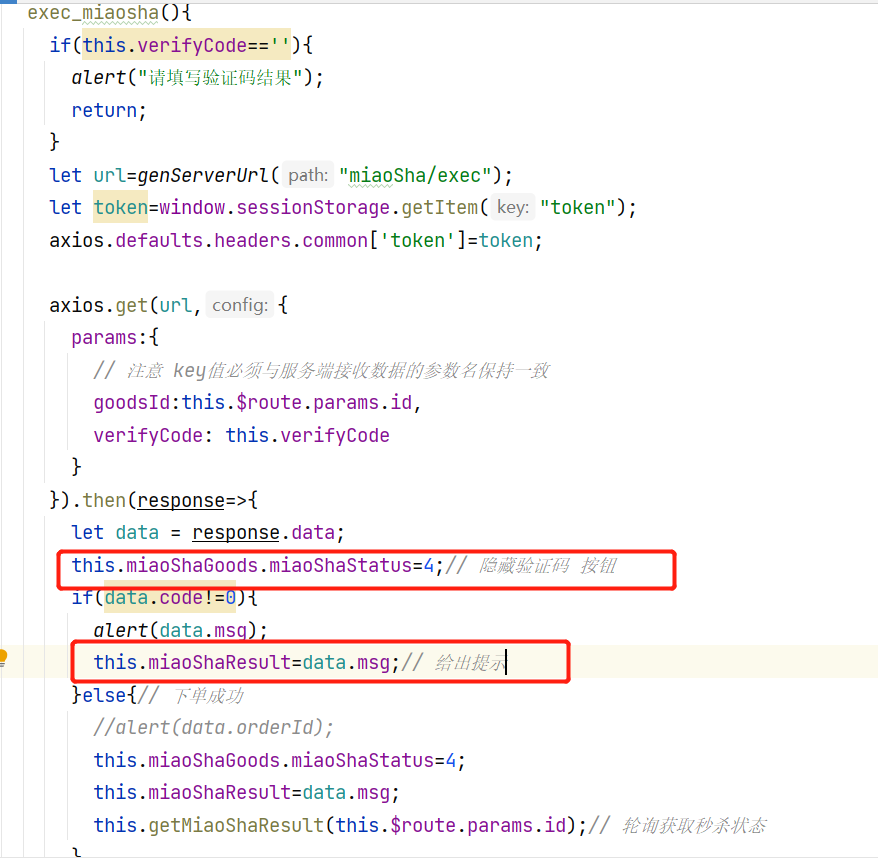 exec_miaosha(){
if(this.verifyCode==''){
alert("请填写验证码结果");
return;
}
let url=genServerUrl( path: "miaoSha/exec");
let token=window.sessionStorage.getItem( key: "token");
axios.defaults.headers.common['token']=token;
axios.get(url, config: {
params:{
// 注意 key值必须与服务端接收数据的参数名保持一致
goodsId:this.$route.params.id,
verifyCode: this.verifyCode
}
}).then(response=>{
let data = response.data;
this.miaoShaGoods.miaoShaStatus=4;// 隐藏验证码 按钮
if(data.code!=0){
alert(data.msg);
this.miaoShaResult=data.msg;// 给出提示
}else{// 下单成功
//alert(data.orderId);
this.miaoShaGoods.miaoShaStatus=4;
this.miaoShaResult=data.msg;
this.getMiaoShaResult(this.$route.params.id);// 轮询获取秒杀状态
}